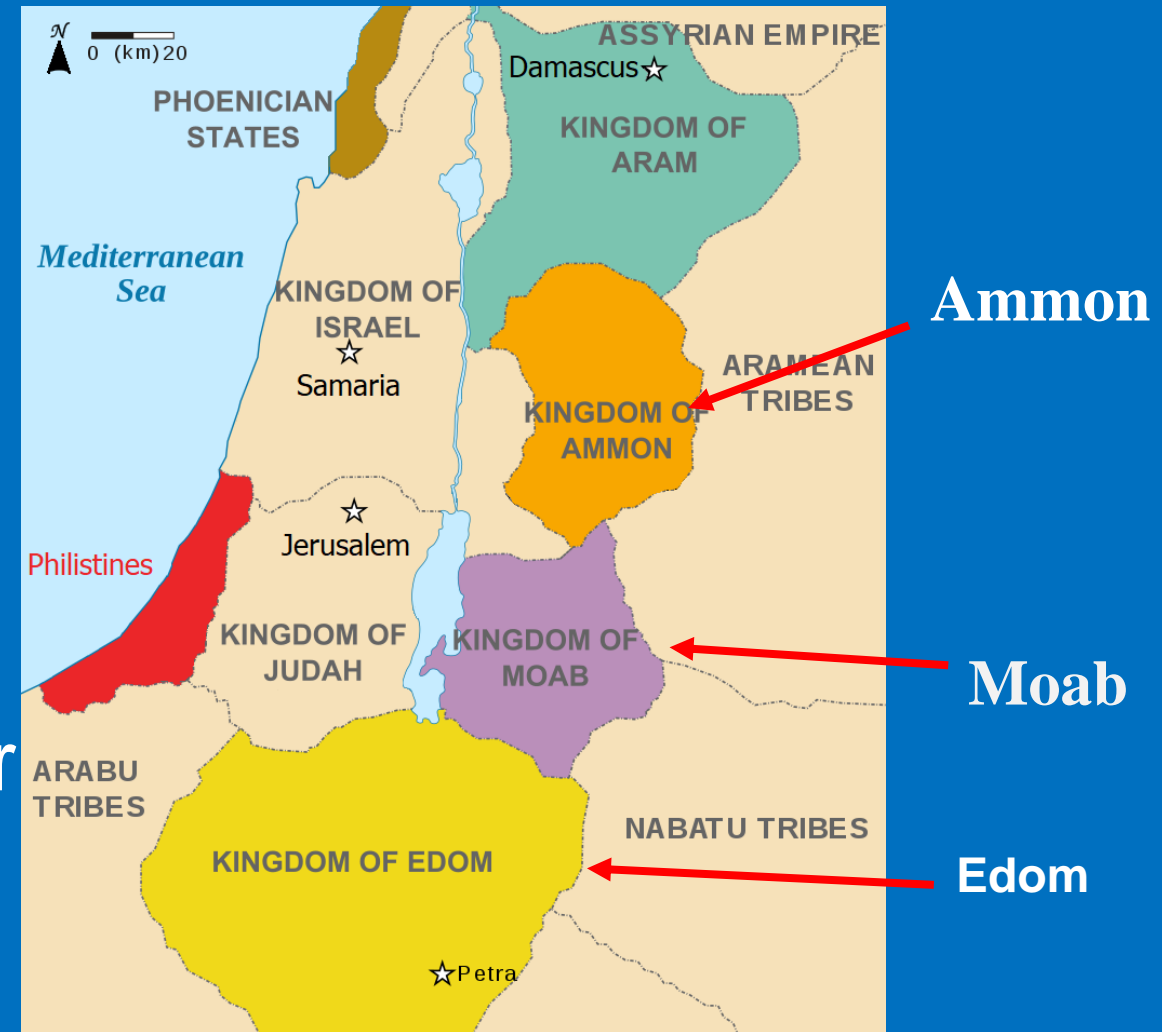 N
0 (km)20
ASSYRIAN EMPIRE
Damascus
PHOENICIAN
STATES
KINGDOM OF
ARAM
Mediterranean
Sea
KINGDOM OF
ISRAEL
Samaria
Ammon
ARAMEAN
TRIBES
KINGDOM OF
AMMON
Jerusalem
Philistines
KINGDOM OF
JUDAH
KINGDOM OF
MOAB
Moab
r
ARABU
TRIBES
NABATU TRIBES
KINGDOM OF EDOM
Edom
Petra